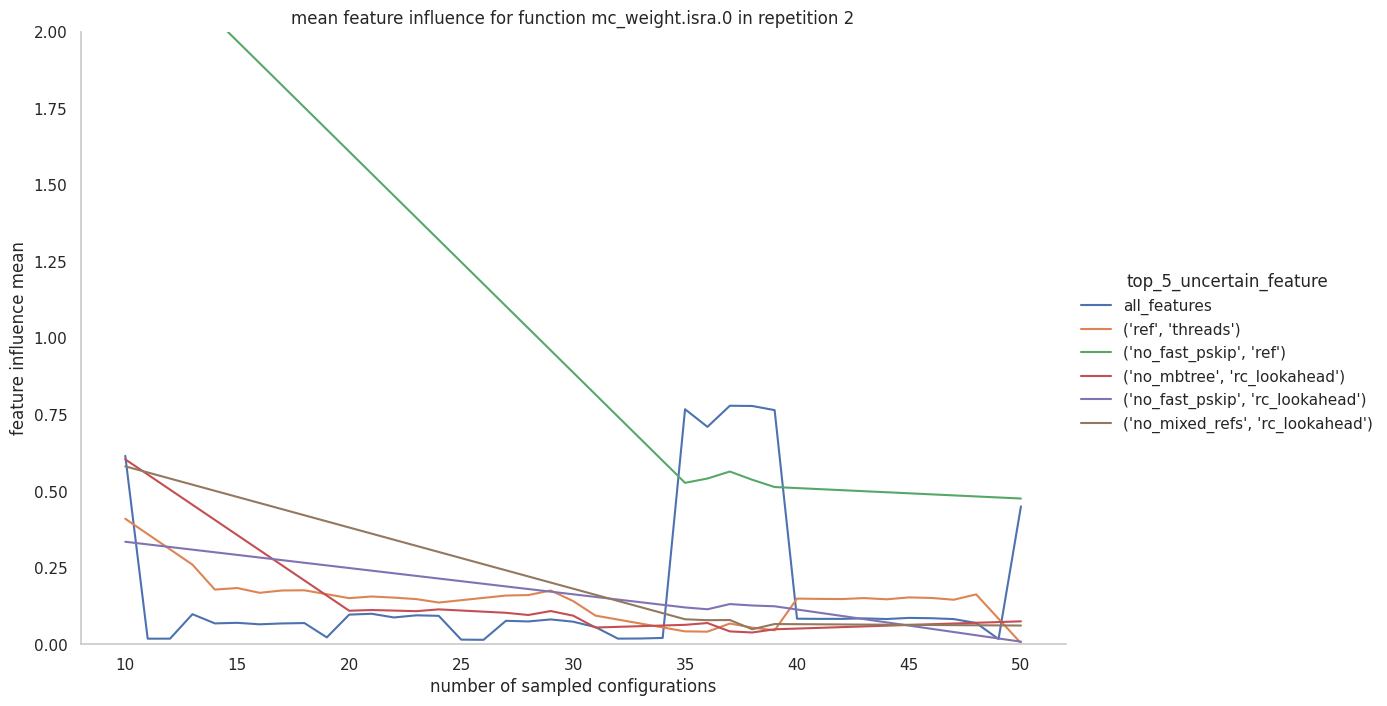 mean feature influence for function mc_weight.isra.0 in repetition 2
2.00
1.75
1.50
1.25
1.00
0.75
0.50
0.25
0.00
feature influence mean
10 15 20 25 30 35 40 45 50
number of sampled configurations
top_5_uncertain_feature
all_features
('ref', 'threads')
('no_fast_pskip', 'ref')
('no_mbtree', 'rc_lookahead')
('no_fast_pskip', 'rc_lookahead')
('no_mixed_refs', 'rc_lookahead')